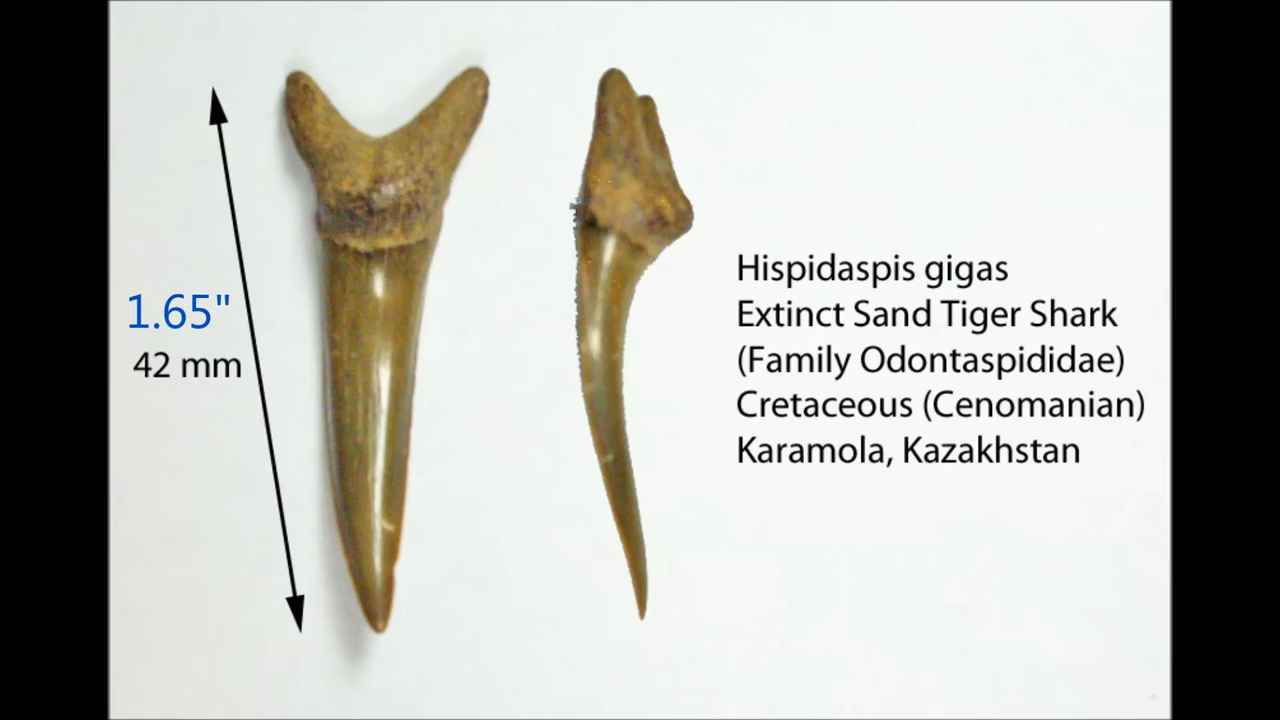 1.65"
42 mm
Hispidaspis gigas
Extinct Sand Tiger Shark
(Family Odontaspididae)
Cretaceous (Cenomanian)
Karamola, Kazakhstan